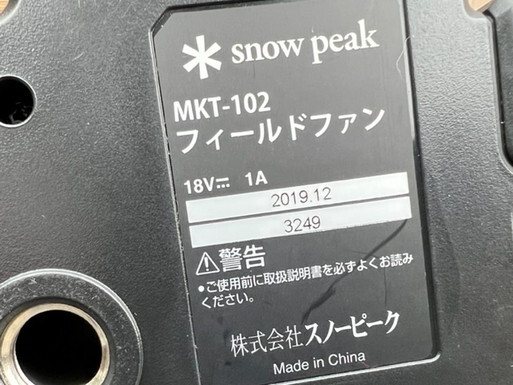 snow peak
MKT-102
フィールドファン
18V⎓ 1A
2019.12
3249
⚠警告
●ご使用前に取扱説明書を必ずよくお読み
ください。
株式会社スノーピーク
Made in China